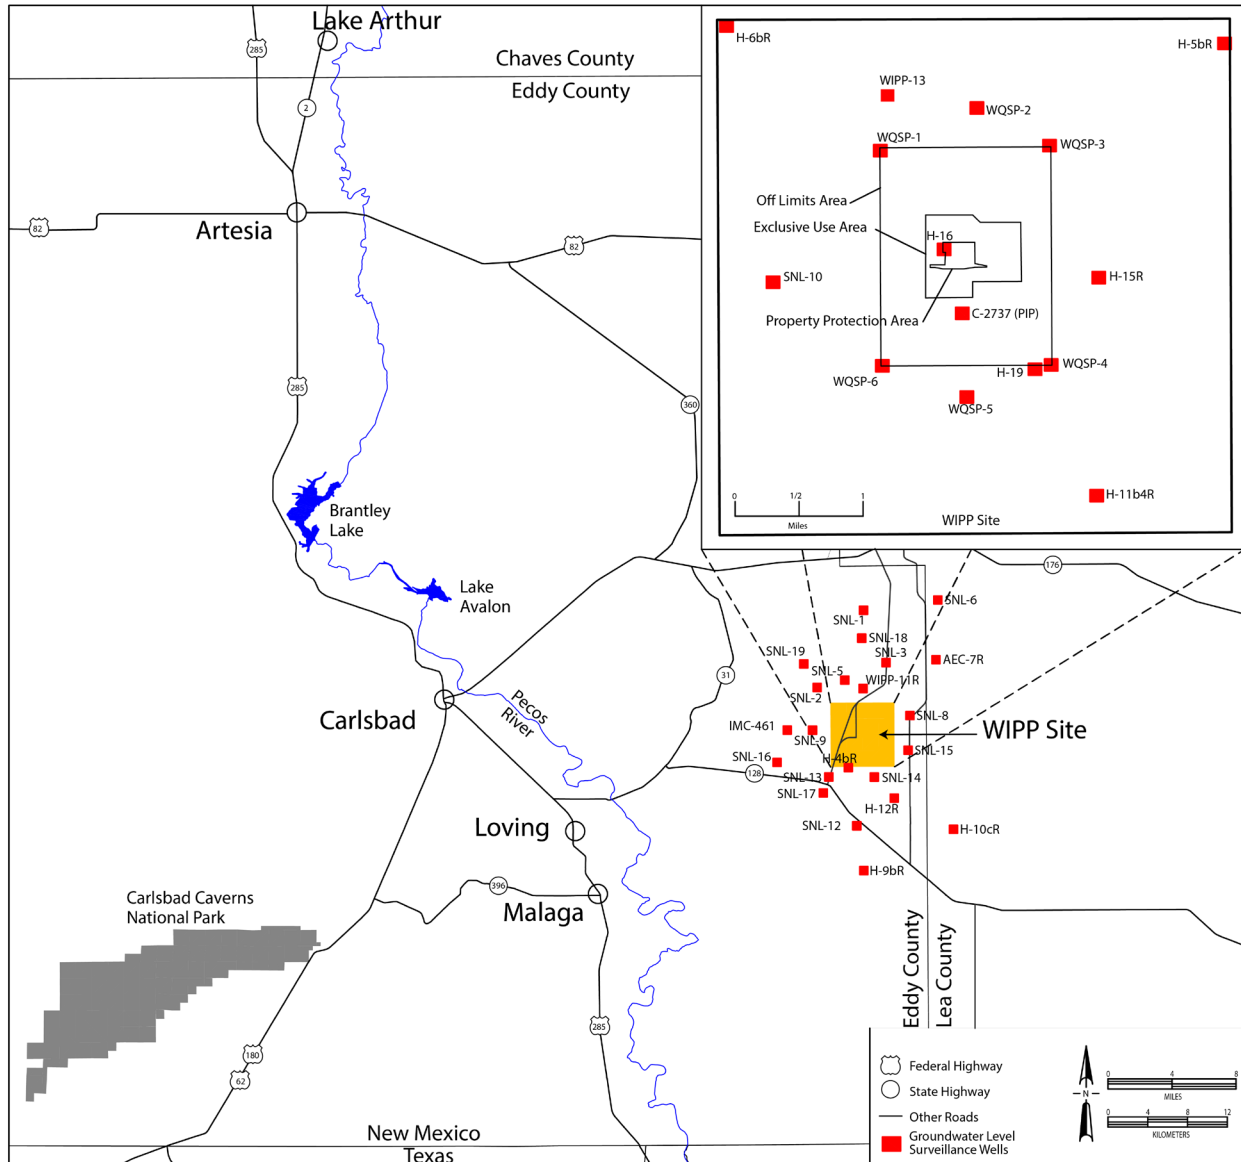 Lake Arthur
285
2
Chaves County
Eddy County
Artesia
82
82
285
360
Brantley
Lake
Lake
Avalon
Carlsbad
Pecos
River
31
Loving
Malaga
396
285
128
176
Carlsbad Caverns
National Park
180
62
New Mexico
Texas
H-6bR
H-5bR
WIPP-13
WQSP-2
WQSP-1
WQSP-3
Off Limits Area
Exclusive Use Area
H-16
SNL-10
H-15R
Property Protection Area
C-2737 (PIP)
WQSP-6
H-19
WQSP-4
WQSP-5
H-11b4R
0
1/2
1
Miles
WIPP Site
SNL-6
SNL-1
SNL-18
SNL-3
SNL-19
SNL-5
AEC-7R
WIPP-11R
SNL-2
SNL-8
IMC-461
SNL-9
WIPP Site
SNL-15
H-4bR
SNL-16
SNL-13
SNL-14
SNL-17
H-12R
SNL-12
H-10cR
H-9bR
Eddy County
Lea County
Federal Highway
State Highway
Other Roads
Groundwater Level
Surveillance Wells
N
0
4
8
MILES
0
4
8
12
KILOMETERS